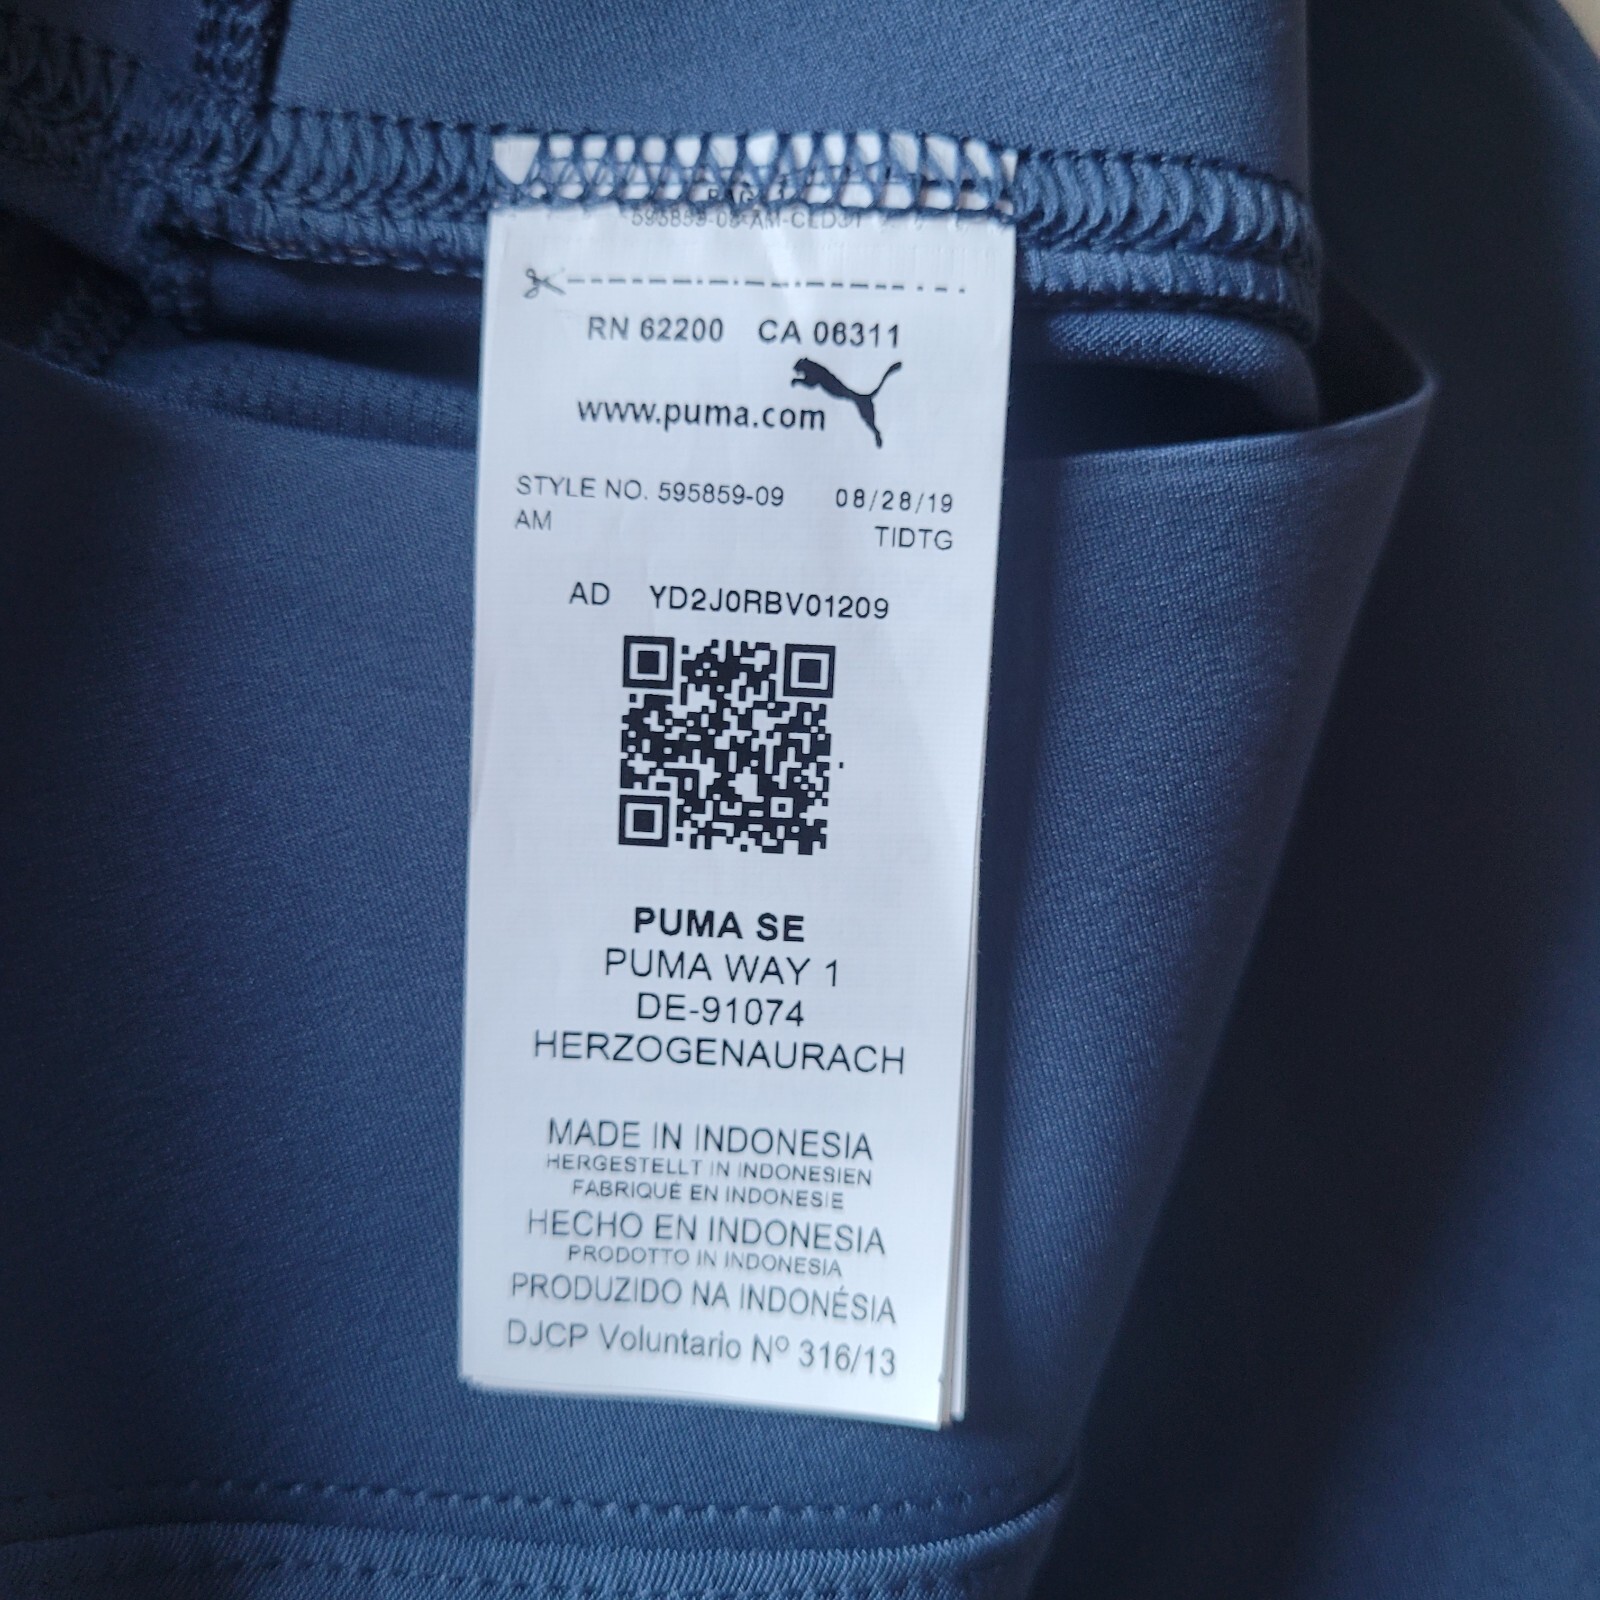 RN 62200 CA 06311
www.puma.com
STYLE NO. 595859-09 08/28/19
AM TIDTG
AD YD2J0RBV01209
PUMA SE
PUMA WAY 1
DE-91074
HERZOGENAURACH
MADE IN INDONESIA
HERGESTELLT IN INDONESIEN
FABRIQUÉ EN INDONESIE
HECHO EN INDONESIA
PRODOTTO IN INDONESIA
PRODUZIDO NA INDONÉSIA
DJCP Voluntario Nº 316/13